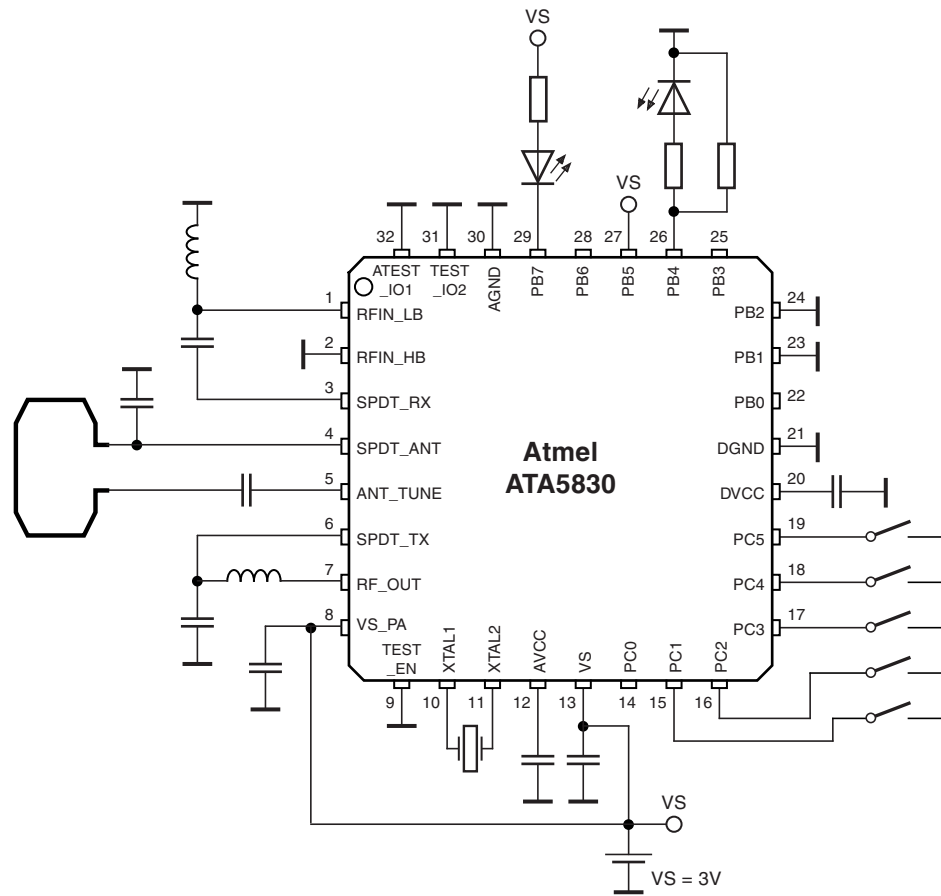 VS
VS
32
31
30
29
28
27
26
25
ATEST
_IO1
TEST
_IO2
AGND
PB7
PB6
PB5
PB4
PB3
1
RFIN_LB
2
RFIN_HB
3
SPDT_RX
4
SPDT_ANT
5
ANT_TUNE
6
SPDT_TX
7
RF_OUT
8
VS_PA
Atmel
ATA5830
24
PB2
23
PB1
22
PB0
21
DGND
20
DVCC
19
PC5
18
PC4
17
PC3
TEST
_EN
XTAL1
XTAL2
AVCC
VS
PC0
PC1
PC2
9
10
11
12
13
14
15
16
VS
VS = 3V